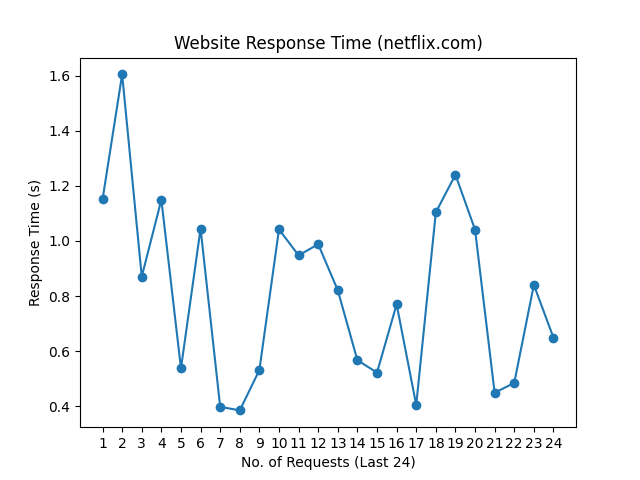 Website Response Time (netflix.com)
Response Time (s)
1.6
1.4
1.2
1.0
0.8
0.6
0.4
1 2 3 4 5 6 7 8 9 10 11 12 13 14 15 16 17 18 19 20 21 22 23 24
No. of Requests (Last 24)